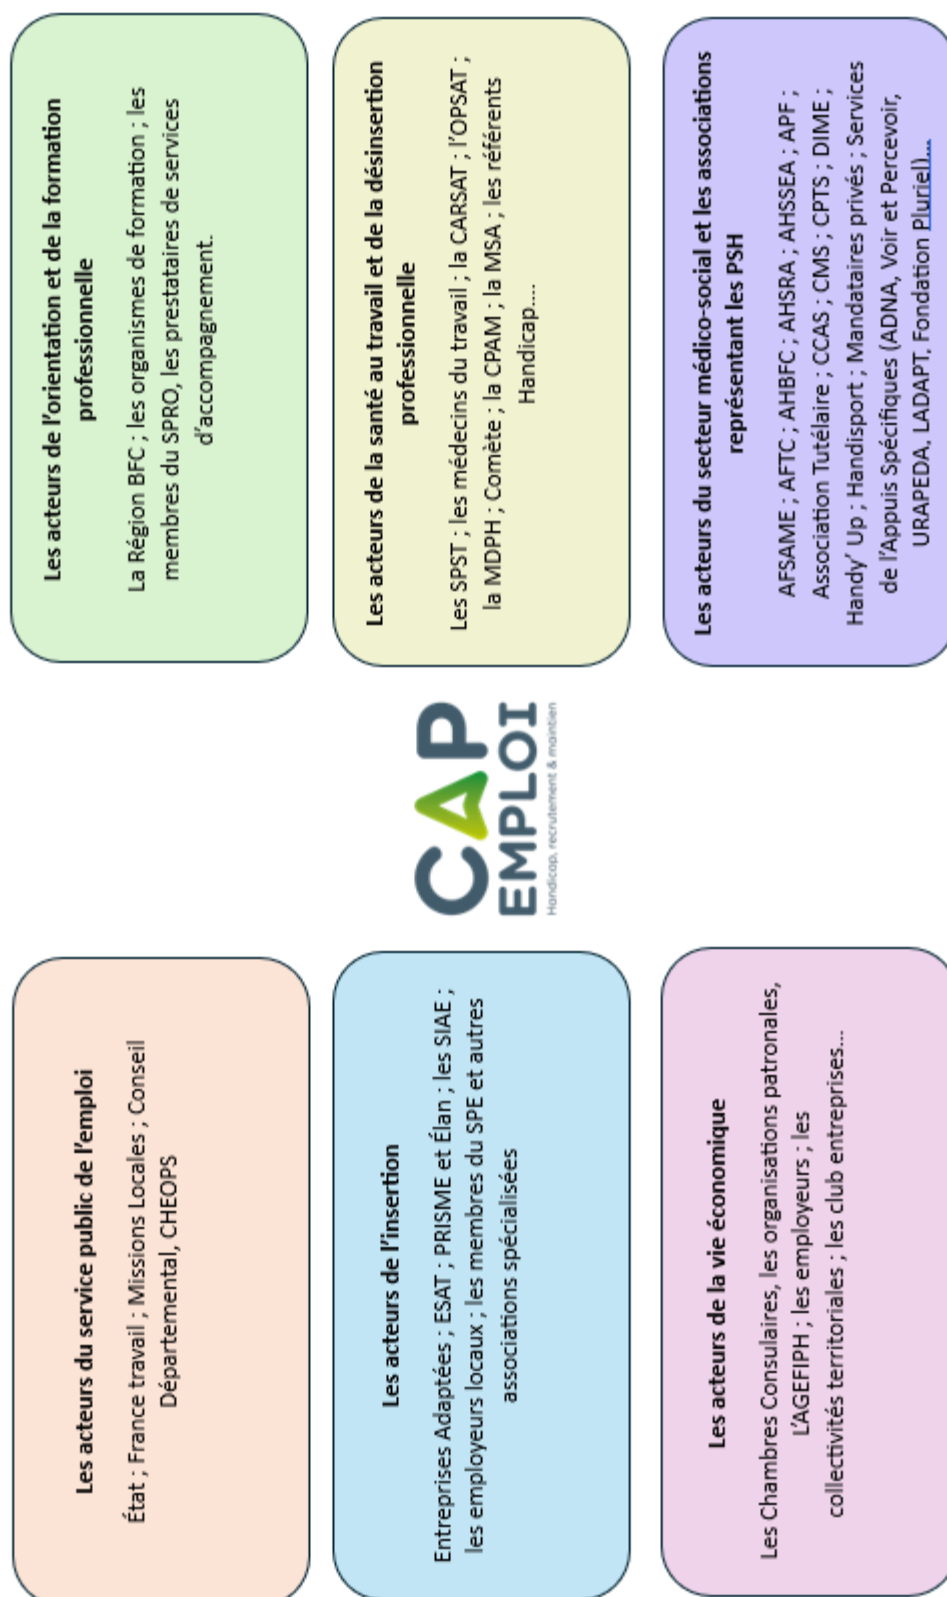 Les acteurs du service public de l'emploi
État ; France travail ; Missions Locales ; Conseil
Départemental, CHEOPS
Les acteurs de l'insertion
Entreprises Adaptées ; ESAT ; PRISME et Élan ; les SIAE ;
les employeurs locaux ; les membres du SPE et autres
associations spécialisées
Les acteurs de la vie économique
Les Chambres Consulaires, les organisations patronales,
L'AGEFIPH ; les employeurs ; les
collectivités territoriales ; les club entreprises...
CAP
EMPLOI
Handicap, recrutement & maintien
Les acteurs de l'orientation et de la formation
professionnelle
La Région BFC ; les organismes de formation ; les
membres du SPRO, les prestataires de services
d'accompagnement.
Les acteurs de la santé au travail et de la désinsertion
professionnelle
Les SPST ; les médecins du travail ; la CARSAT ; l'OPSAT ;
la MDPH ; Comète ; la CPAM ; la MSA ; les référents
Handicap....
Les acteurs du secteur médico-social et les associations
représentant les PSH
AFSAME ; AFTC ; AHBFC ; AHSRA ; AHSSEA ; APF ;
Association Tutélaire ; CCAS ; CMS ; CPTS ; DIME ;
Handy' Up ; Handisport ; Mandataires privés ; Services
de l'Appuis Spécifiques (ADNA, Voir et Percevoir,
URAPEDA, LADAPT, Fondation Pluriel)...